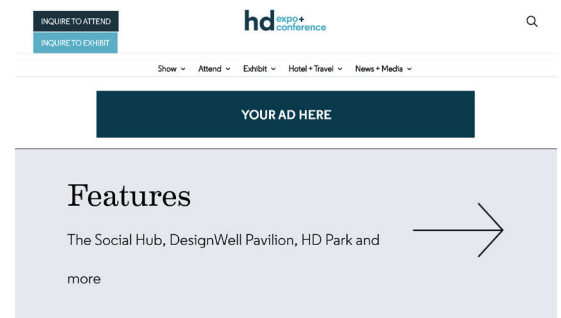 INQUIRE TO ATTEND
INQUIRE TO EXHIBIT
hd expo+
conference
Show Attend Exhibit Hotel + Travel News + Media
YOUR AD HERE
Features
The Social Hub, DesignWell Pavilion, HD Park and
more